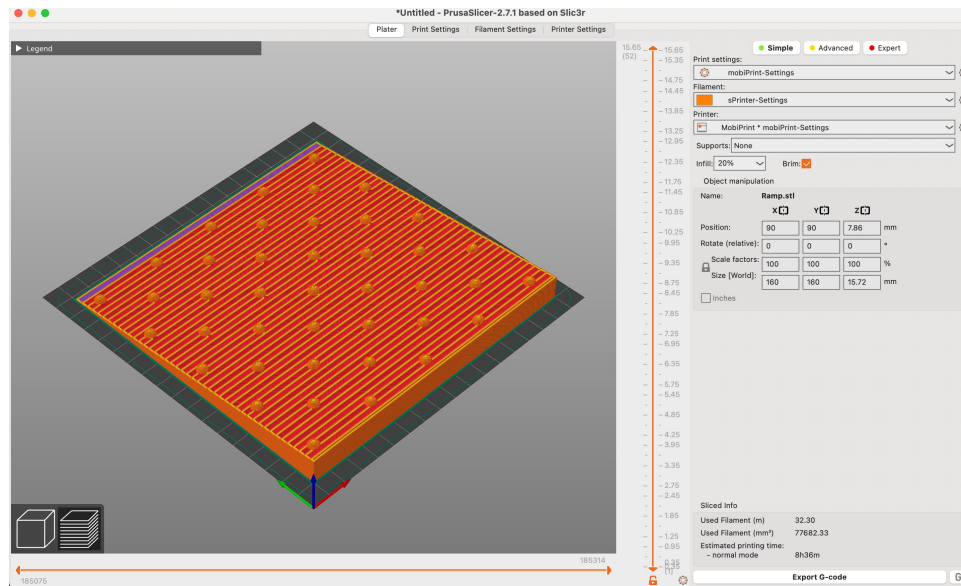 *Untitled - PrusaSlicer-2.7.1 based on Slic3r
Plater Print Settings Filament Settings Printer Settings
Legend
15.65
(52)
15.65
15.35
14.75
14.45
13.85
13.25
12.95
12.35
11.75
11.45
10.85
10.25
9.95
9.35
8.75
8.45
7.85
7.25
6.95
6.35
5.75
5.45
4.85
4.25
3.95
3.35
2.75
2.45
1.85
1.25
0.95
0.35
(1)
185314
185075
Simple Advanced Expert
Print settings:
mobiPrint-Settings
Filament:
sPrinter-Settings
Printer:
MobiPrint * mobiPrint-Settings
Supports: None
Infill: 20% Brim:
Object manipulation
Name: Ramp.stl
X Y Z
Position: 90 90 7.86 mm
Rotate (relative): 0 0 0 °
Scale factors: 100 100 100 %
Size [World]: 160 160 15.72 mm
Inches
Sliced Info
Used Filament (m) 32.30
Used Filament (mm³) 77682.33
Estimated printing time:
- normal mode 8h36m
Export G-code